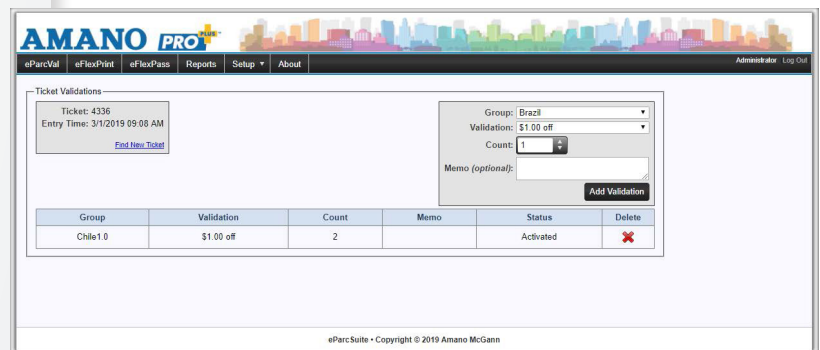 AMANO PRO PLUS
eParcVal eFlexPrint eFlexPass Reports Setup ▼ About Administrator Log Out
Ticket Validations
Ticket: 4336
Entry Time: 3/1/2019 09:08 AM
Find New Ticket
Group: Brazil
Validation: $1.00 off
Count: 1
Memo (optional):
Add Validation
Group Validation Count Memo Status Delete
Chile1.0 $1.00 off 2 Activated
eParcSuite • Copyright © 2019 Amano McGann